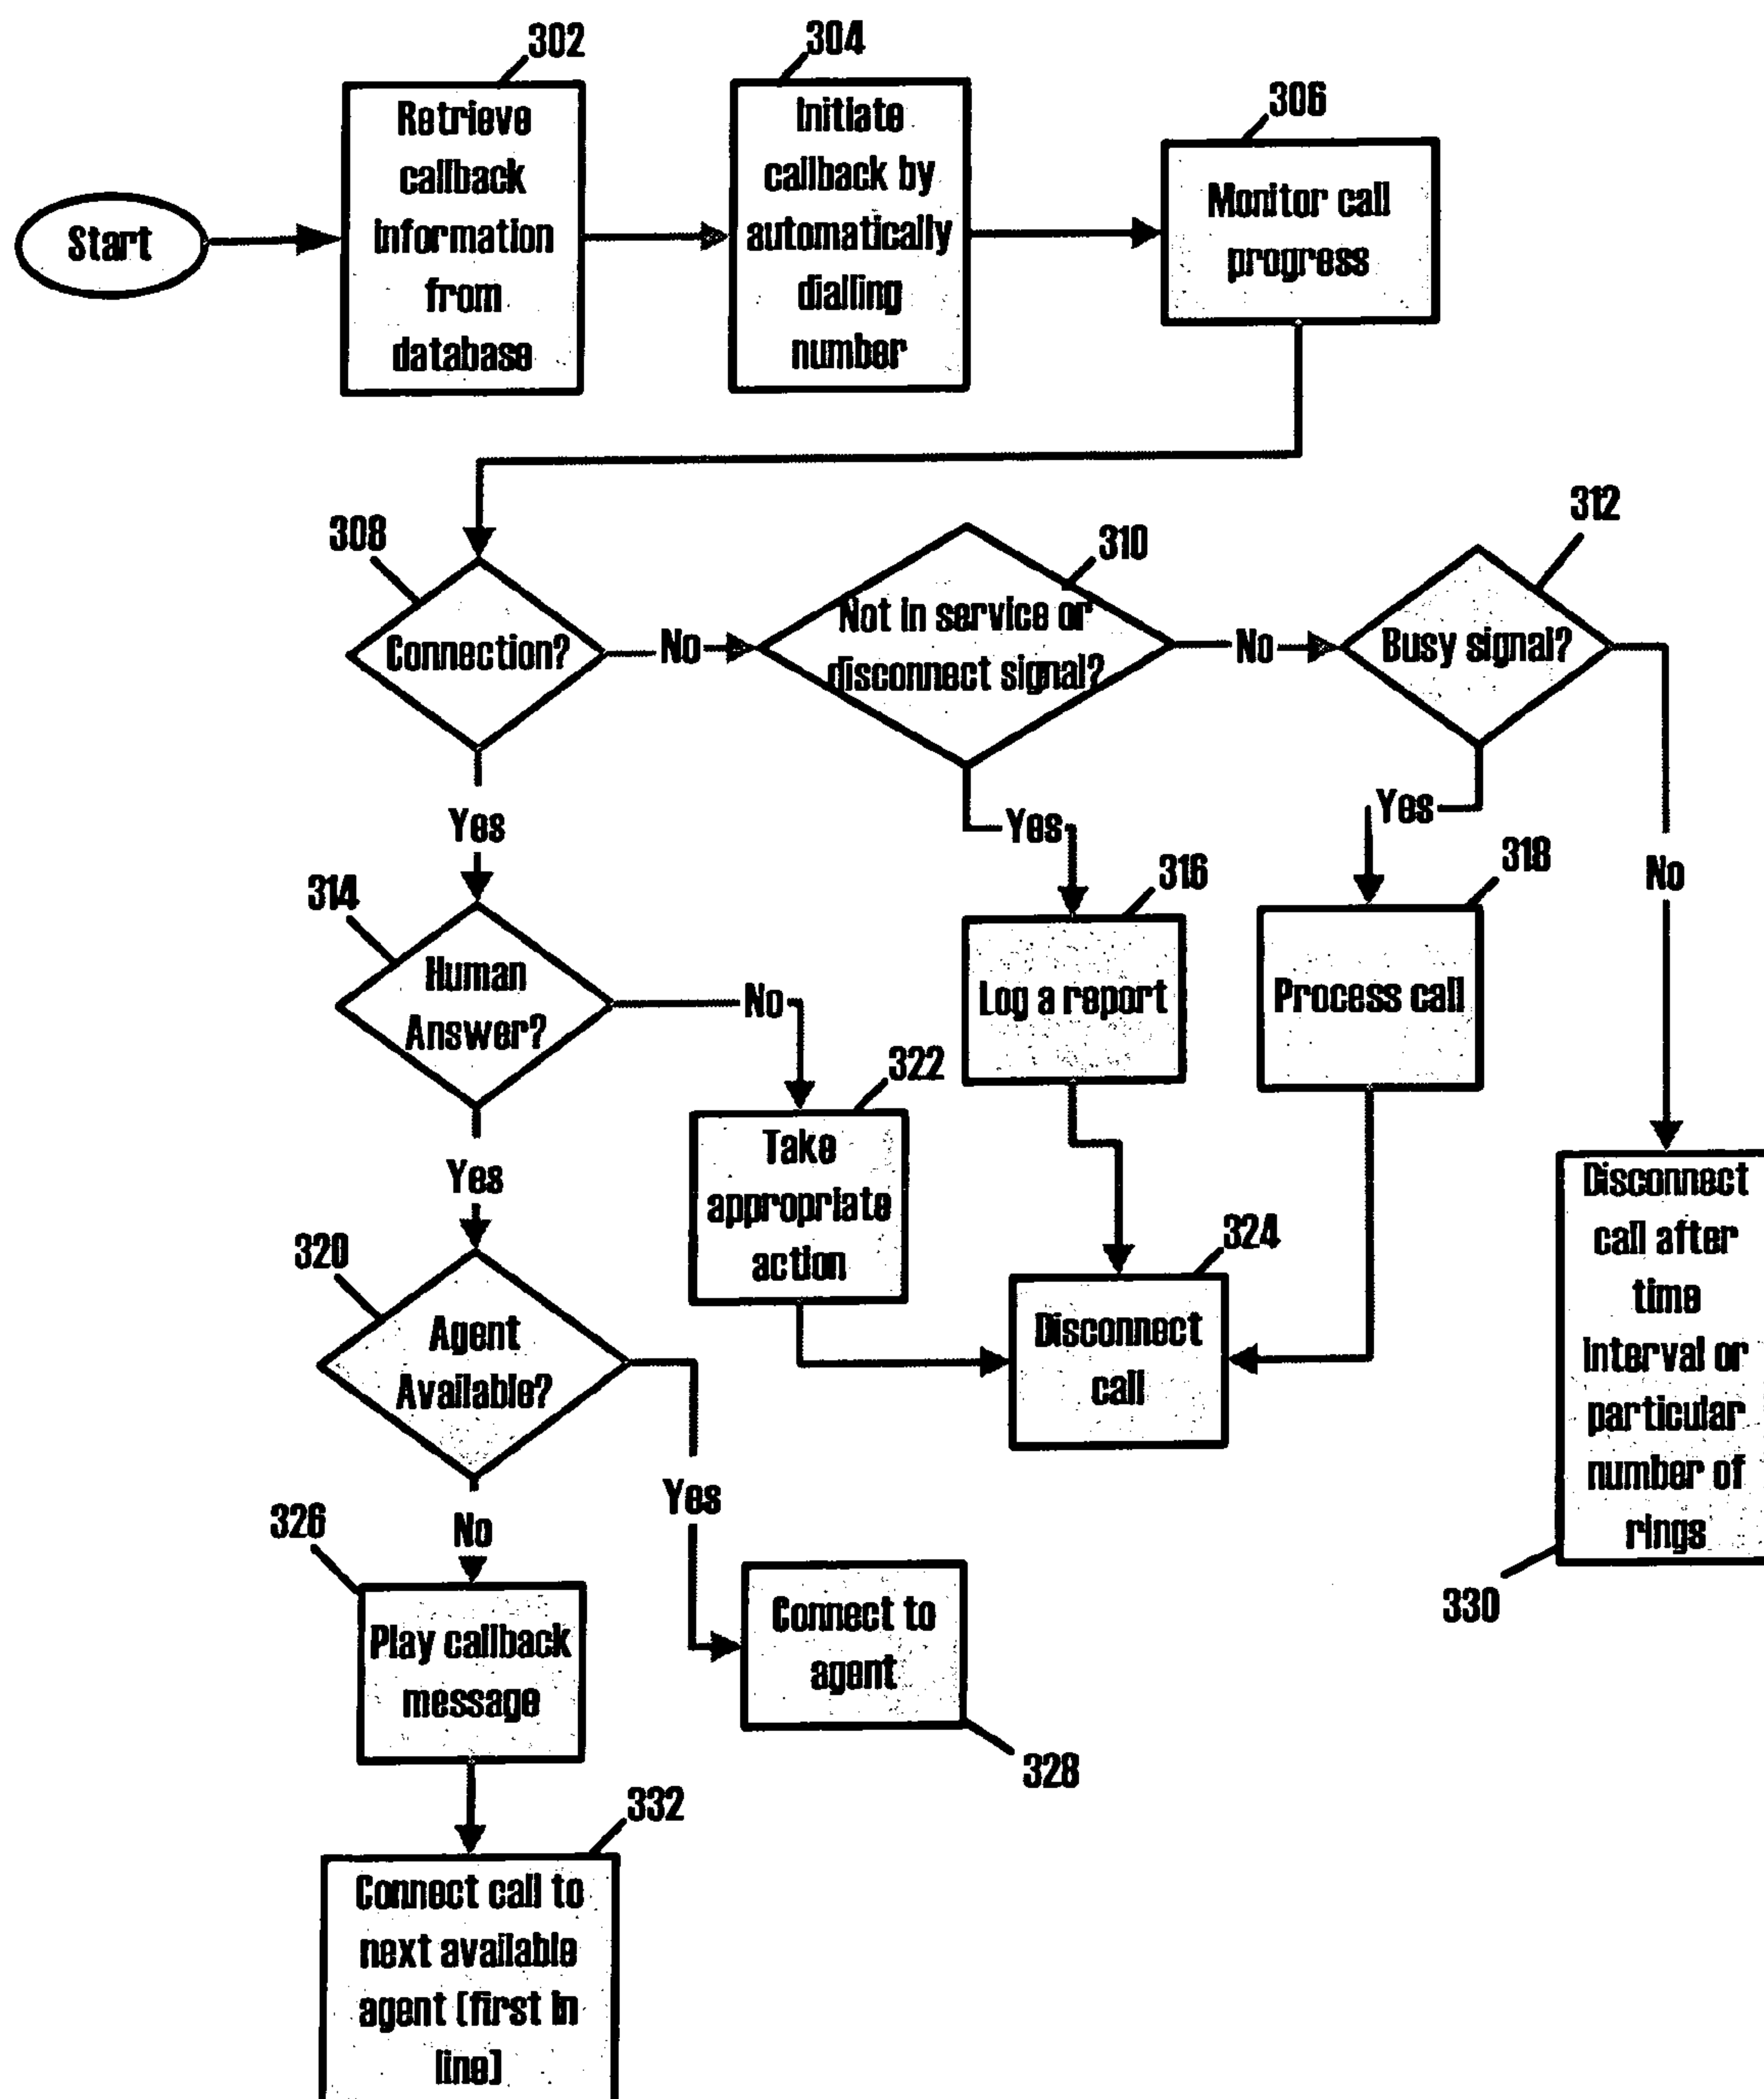 302
304
306
Start
Retrieve
callback
information
from
database
Initiate
callback by
automatically
dialling
number
Monitor call
progress
308
310
312
Connection?
No
Not in service or
disconnect signal?
No
Busy signal?
Yes
Yes
Yes
No
314
316
318
Human
Answer?
No
Log a report
Process call
322
Yes
Take
appropriate
action
324
320
Agent
Available?
Disconnect
call
Disconnect
call after
time
interval or
particular
number of
rings
330
Yes
326
No
Play callback
message
Connect to
agent
328
332
Connect call to
next available
agent (first in
line)